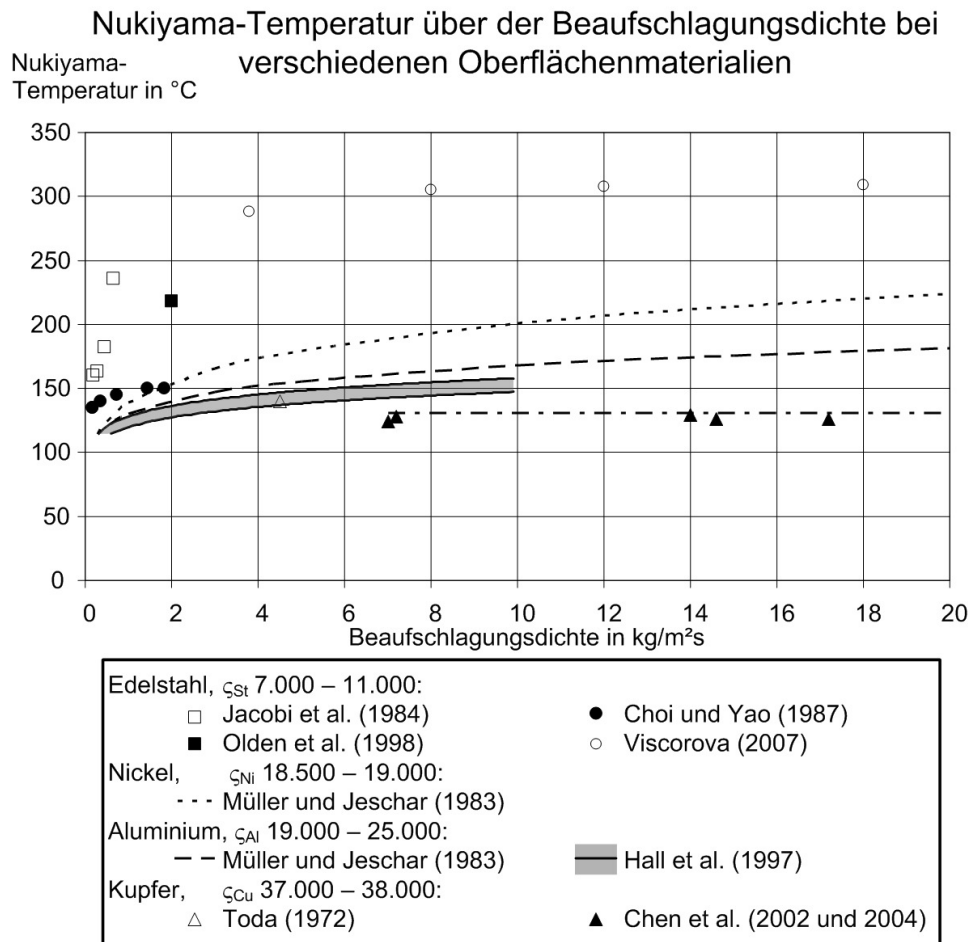 Nukiyama-Temperatur über der Beaufschlagungsdichte bei
verschiedenen Oberflächenmaterialien
Nukiyama-
Temperatur in °C
350
300
250
200
150
100
50
0
0 2 4 6 8 10 12 14 16 18 20
Beaufschlagungsdichte in kg/m²s
Edelstahl, ςSt 7.000 – 11.000:
Jacobi et al. (1984) Choi und Yao (1987)
Olden et al. (1998) Viscorova (2007)
Nickel, ςNi 18.500 – 19.000:
Müller und Jeschar (1983)
Aluminium, ςAl 19.000 – 25.000:
Müller und Jeschar (1983) Hall et al. (1997)
Kupfer, ςCu 37.000 – 38.000:
Toda (1972) Chen et al. (2002 und 2004)